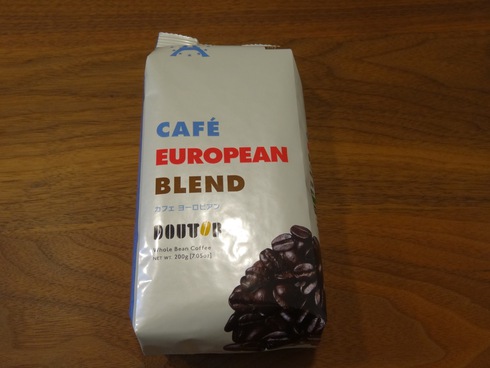 CAFÉ
EUROPEAN
BLEND
カフェ ヨーロピアン
DOUTOR
Whole Bean Coffee
NET WT. 200g [7.05oz]